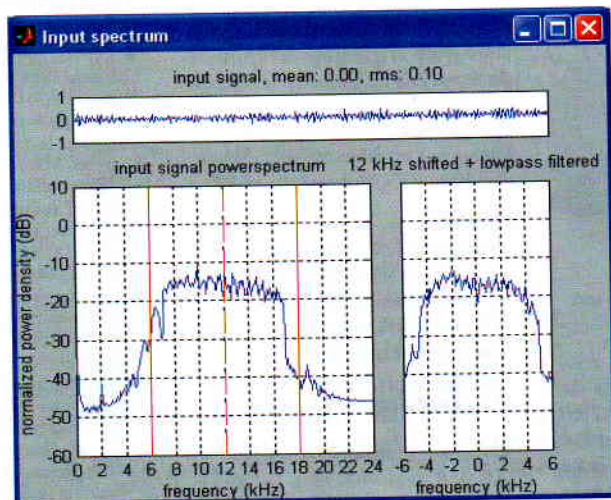 Input spectrum
input signal, mean: 0.00, rms: 0.10
1
0
-1
input signal powerspectrum
12 kHz shifted + lowpass filtered
normalized power density (dB)
10
0
-10
-20
-30
-40
-50
-60
0 2 4 6 8 10 12 14 16 18 20 22 24
frequency (kHz)
-6 -4 -2 0 2 4 6
frequency (kHz)